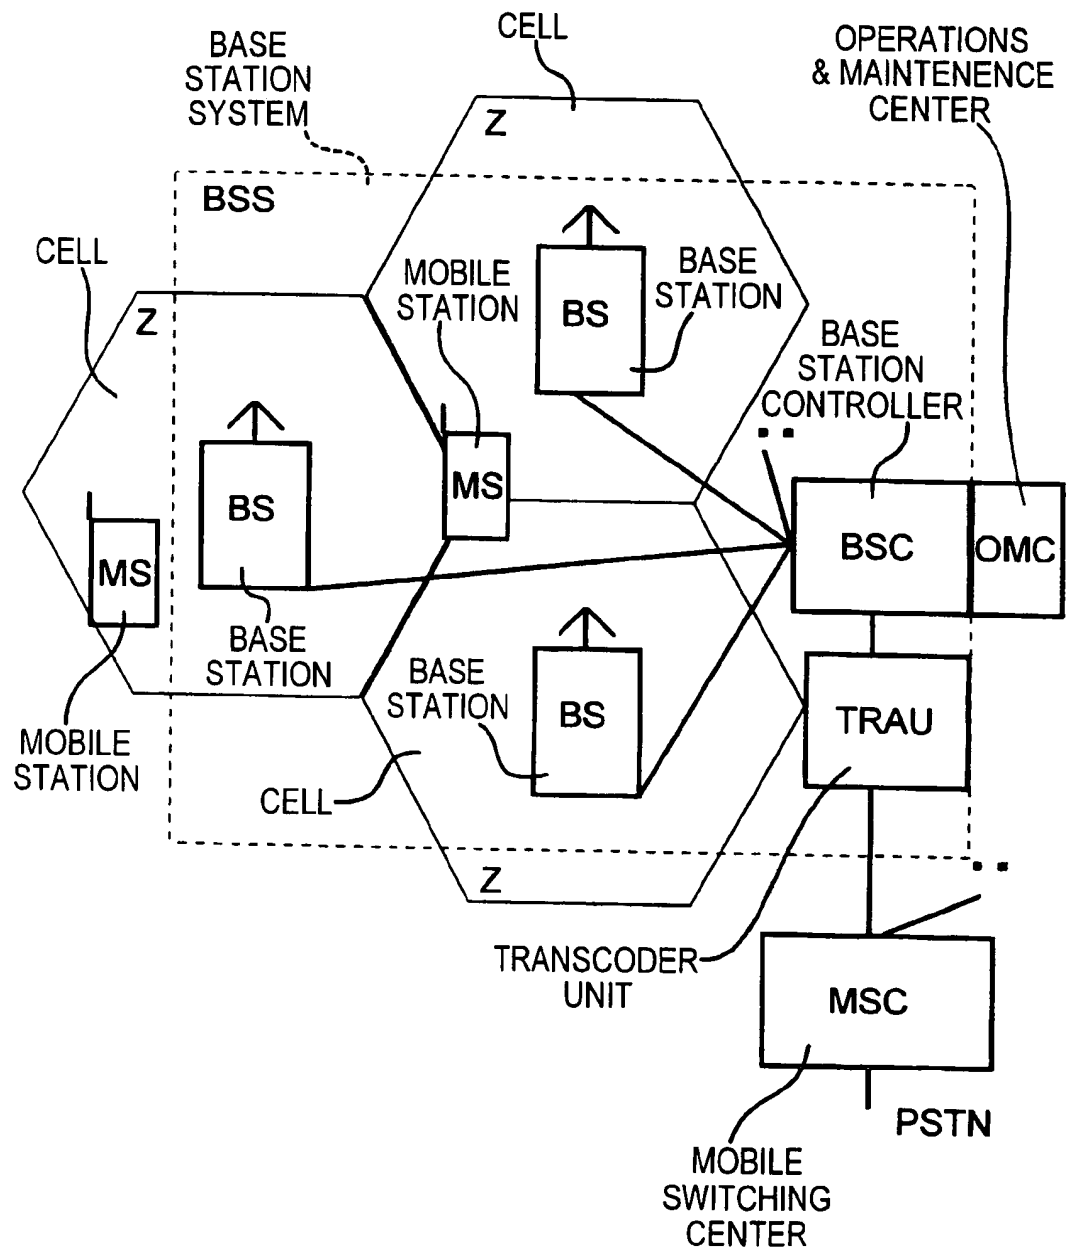 CELL
OPERATIONS
& MAINTENENCE
CENTER
BASE
STATION
SYSTEM
Z
BSS
CELL
Z
MOBILE
STATION
BS
BASE
STATION
BASE
STATION
CONTROLLER
MS
BS
MS
BSC
OMC
BASE
STATION
BASE
STATION
BS
TRAU
MOBILE
STATION
CELL
Z
TRANSCODER
UNIT
MSC
PSTN
MOBILE
SWITCHING
CENTER